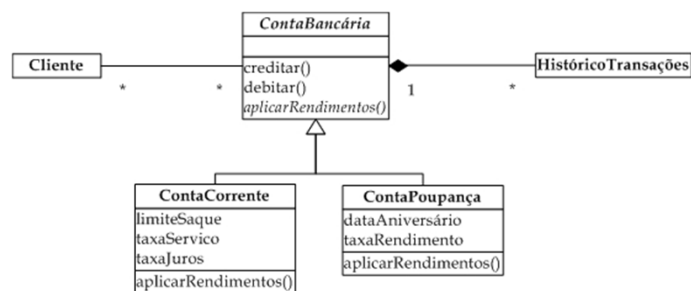 ContaBancária
Cliente
creditar()
debitar()
aplicarRendimentos()
HistóricoTransações
* * 1 *
ContaCorrente
limiteSaque
taxaServico
taxaJuros
aplicarRendimentos()
ContaPoupança
dataAniversário
taxaRendimento
aplicarRendimentos()